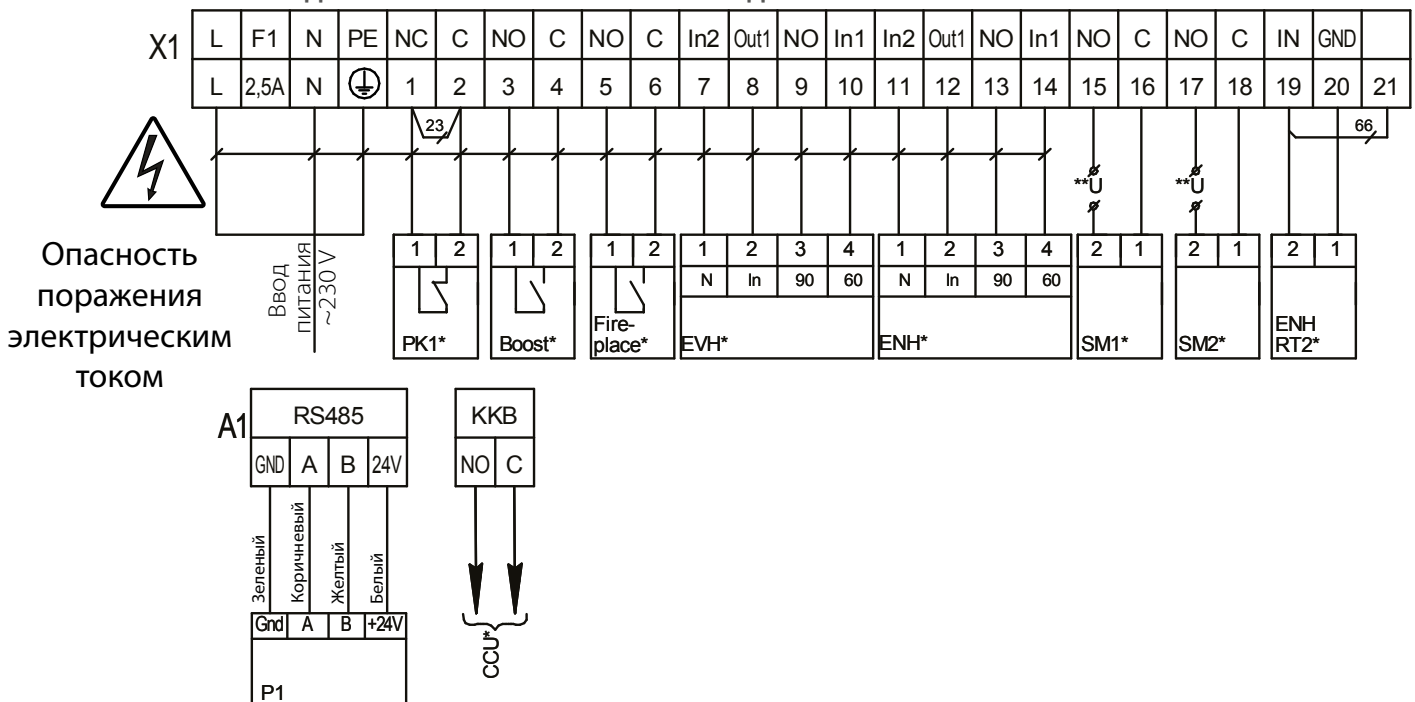 X1 L F1 N PE NC C NO C NO C In2 Out1 NO In1 In2 Out1 NO In1 NO C NO C IN GND
L 2,5A N 1 2 3 4 5 6 7 8 9 10 11 12 13 14 15 16 17 18 19 20 21
23 66
**U **U
Опасность
поражения
электрическим
током
Ввод
питания
~230 V
1 2
PK1*
1 2
Boost*
1 2
Fire-
place*
1 2 3 4
N In 90 60
EVH*
1 2 3 4
N In 90 60
ENH*
2 1
SM1*
2 1
SM2*
2 1
ENH
RT2*
A1 RS485
GND A B 24V
Зеленый
Коричневый
Желтый
Белый
Gnd A B +24V
P1
KKB
NO C
CCU*